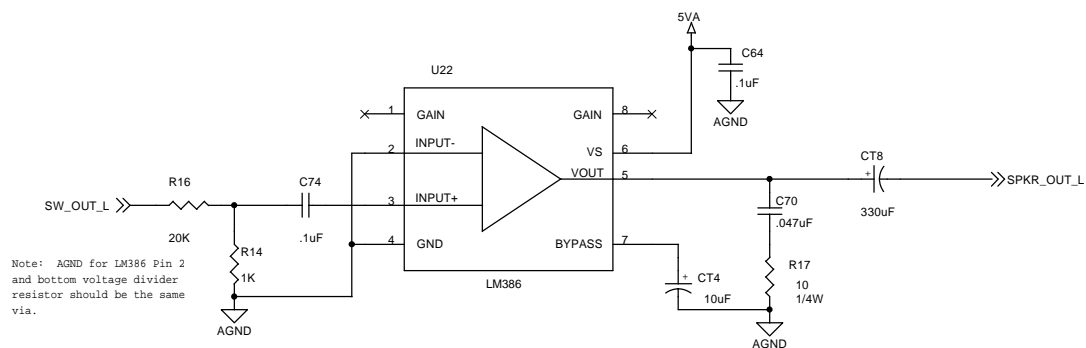 5VA
C64
.1uF
AGND
U22
1
GAIN
GAIN
8
2
INPUT-
VS
6
VOUT
5
CT8
+
SPKR_OUT_L
330uF
R16
C74
SW_OUT_L
3
INPUT+
C70
.047uF
20K
.1uF
4
GND
BYPASS
7
R14
1K
Note: AGND for LM386 Pin 2
and bottom voltage divider
resistor should be the same
via.
LM386
+
CT4
10uF
R17
10
1/4W
AGND
AGND